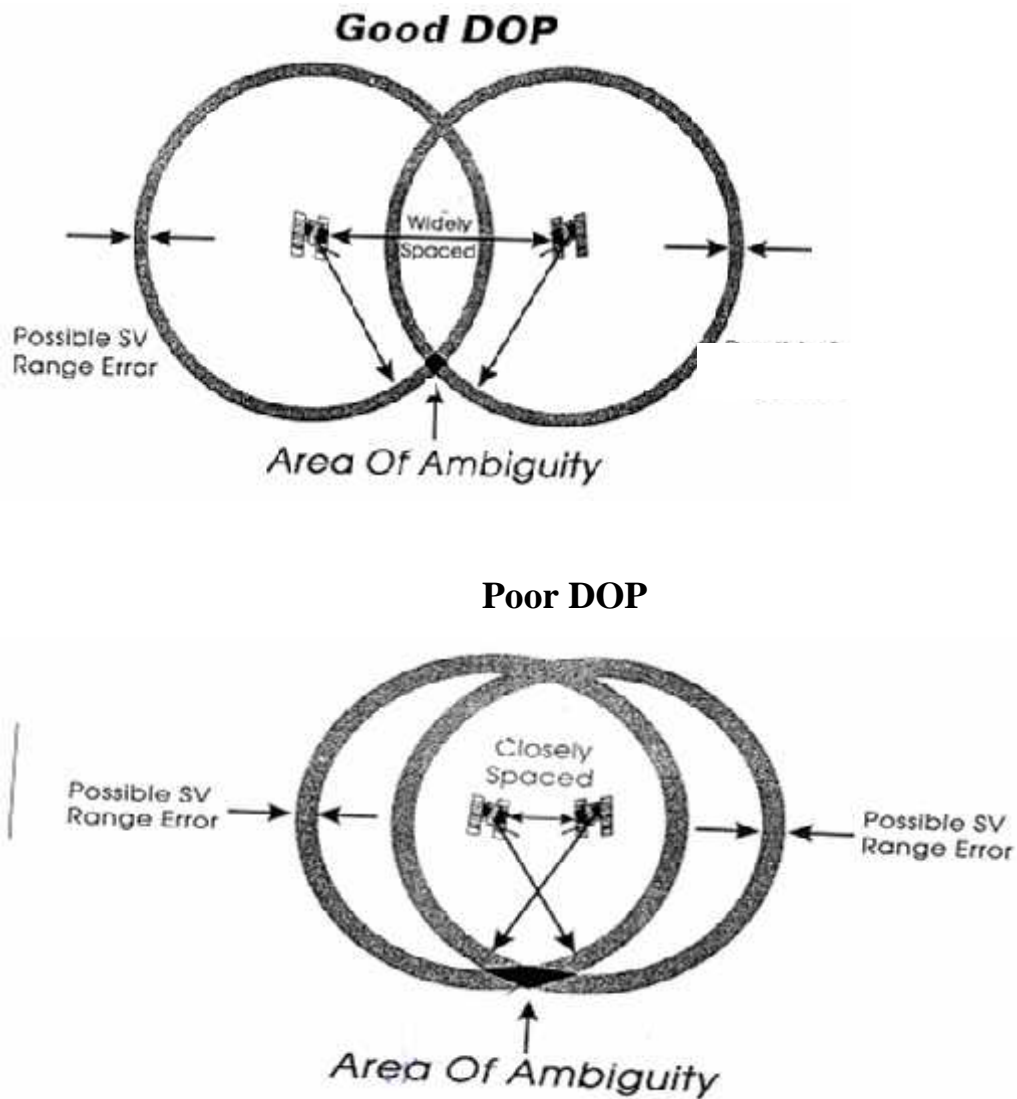 Good DOP
Widely
Spaced
Possible SV
Range Error
Area Of Ambiguity
Poor DOP
Closely
Spaced
Possible SV
Range Error
Possible SV
Range Error
Area Of Ambiguity